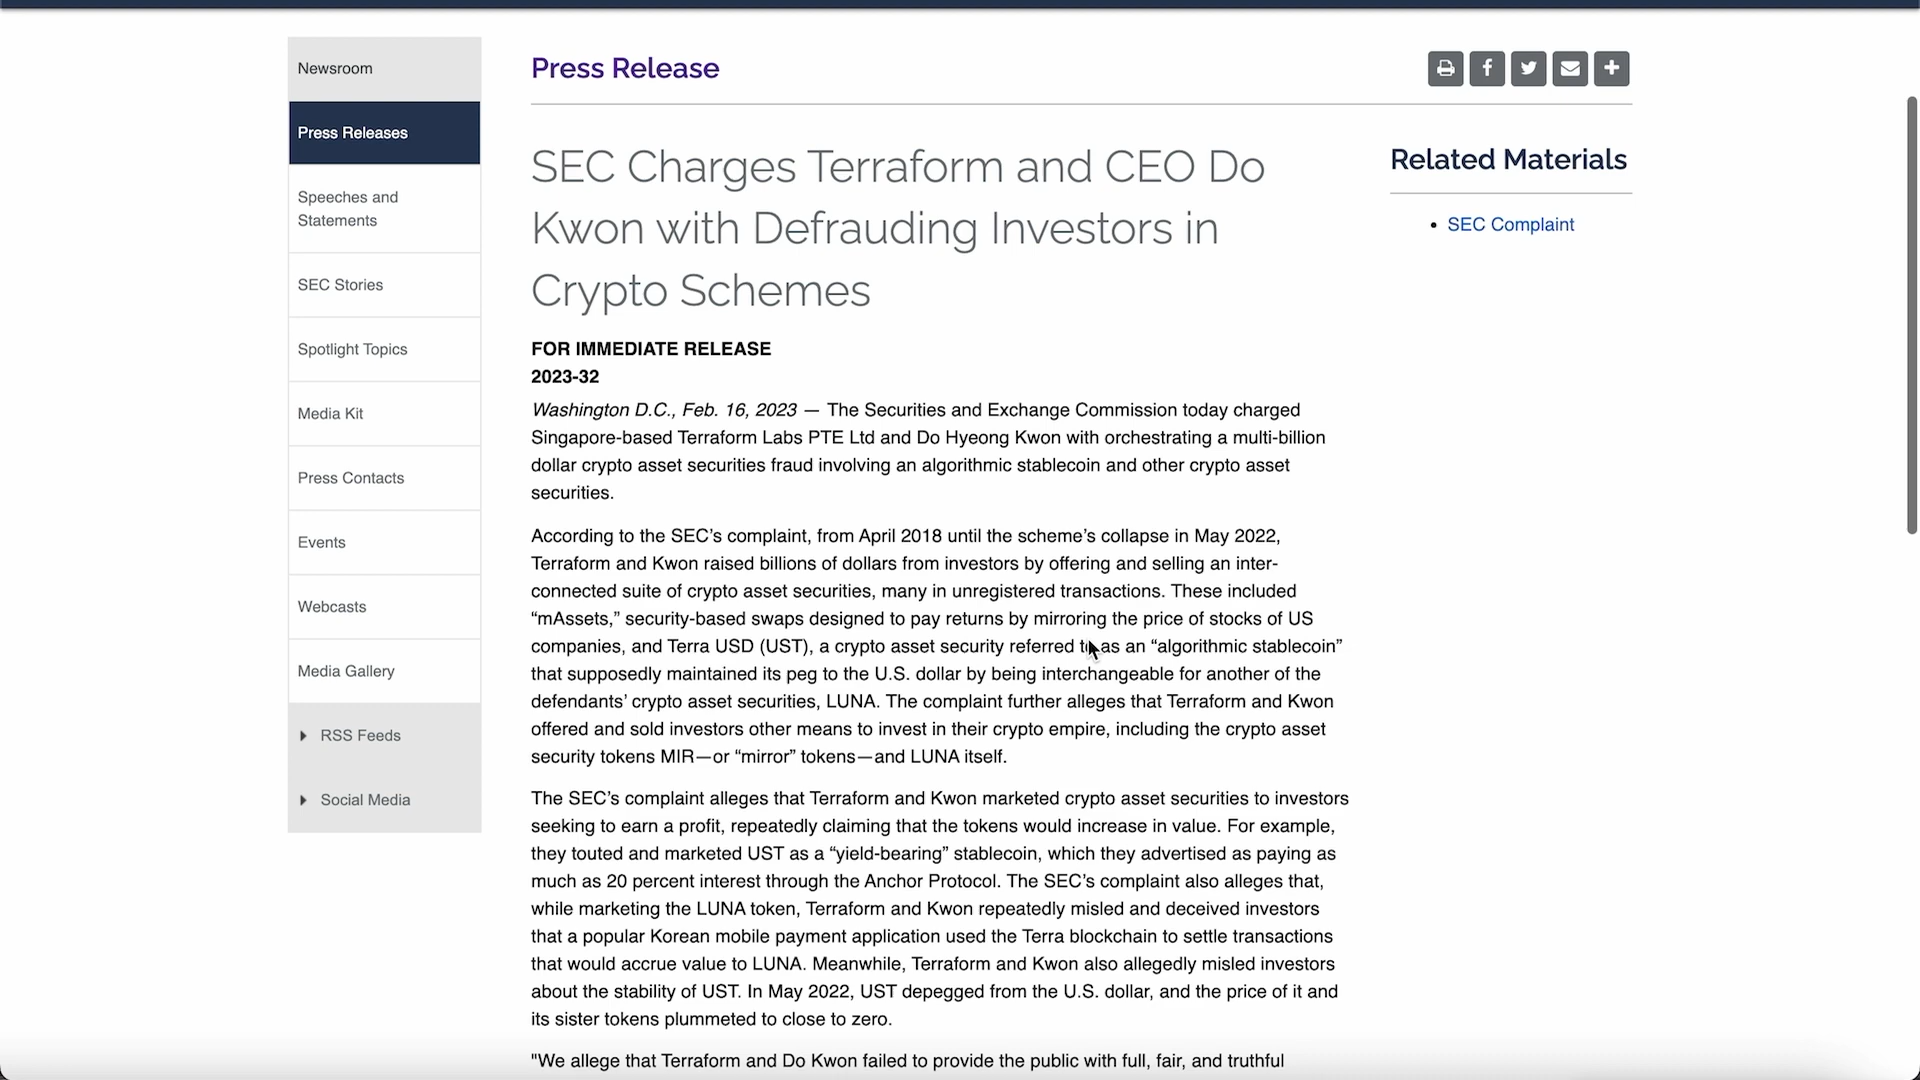 Newsroom
Press Releases
Speeches and
Statements
SEC Stories
Spotlight Topics
Media Kit
Press Contacts
Events
Webcasts
Media Gallery
RSS Feeds
Social Media
Press Release
SEC Charges Terraform and CEO Do
Kwon with Defrauding Investors in
Crypto Schemes
FOR IMMEDIATE RELEASE
2023-32
Washington D.C., Feb. 16, 2023 — The Securities and Exchange Commission today charged
Singapore-based Terraform Labs PTE Ltd and Do Hyeong Kwon with orchestrating a multi-billion
dollar crypto asset securities fraud involving an algorithmic stablecoin and other crypto asset
securities.
According to the SEC’s complaint, from April 2018 until the scheme’s collapse in May 2022,
Terraform and Kwon raised billions of dollars from investors by offering and selling an inter-
connected suite of crypto asset securities, many in unregistered transactions. These included
“mAssets,” security-based swaps designed to pay returns by mirroring the price of stocks of US
companies, and Terra USD (UST), a crypto asset security referred to as an “algorithmic stablecoin”
that supposedly maintained its peg to the U.S. dollar by being interchangeable for another of the
defendants’ crypto asset securities, LUNA. The complaint further alleges that Terraform and Kwon
offered and sold investors other means to invest in their crypto empire, including the crypto asset
security tokens MIR—or “mirror” tokens—and LUNA itself.
The SEC’s complaint alleges that Terraform and Kwon marketed crypto asset securities to investors
seeking to earn a profit, repeatedly claiming that the tokens would increase in value. For example,
they touted and marketed UST as a “yield-bearing” stablecoin, which they advertised as paying as
much as 20 percent interest through the Anchor Protocol. The SEC’s complaint also alleges that,
while marketing the LUNA token, Terraform and Kwon repeatedly misled and deceived investors
that a popular Korean mobile payment application used the Terra blockchain to settle transactions
that would accrue value to LUNA. Meanwhile, Terraform and Kwon also allegedly misled investors
about the stability of UST. In May 2022, UST depegged from the U.S. dollar, and the price of it and
its sister tokens plummeted to close to zero.
"We allege that Terraform and Do Kwon failed to provide the public with full, fair, and truthful
Related Materials
SEC Complaint